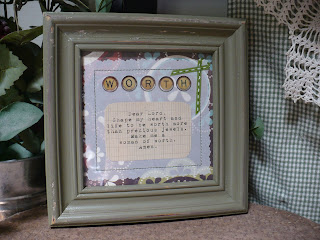 WORTH
Dear Lord,
Shape my heart and
life to be worth more
than precious jewels.
Make me a
woman of worth.
Amen.